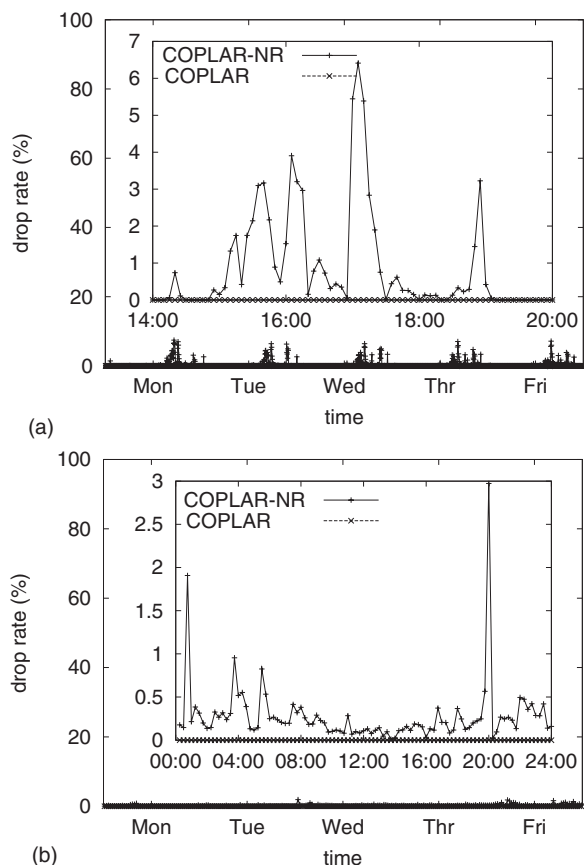 100
80
60
40
20
0
drop rate (%)
7
6
5
4
3
2
1
0
COPLAR-NR
COPLAR
14:00 16:00 18:00 20:00
Mon Tue Wed Thr Fri
time
(a)
100
80
60
40
20
0
drop rate (%)
3
2.5
2
1.5
1
0.5
0
COPLAR-NR
COPLAR
00:00 04:00 08:00 12:00 16:00 20:00 24:00
Mon Tue Wed Thr Fri
time
(b)